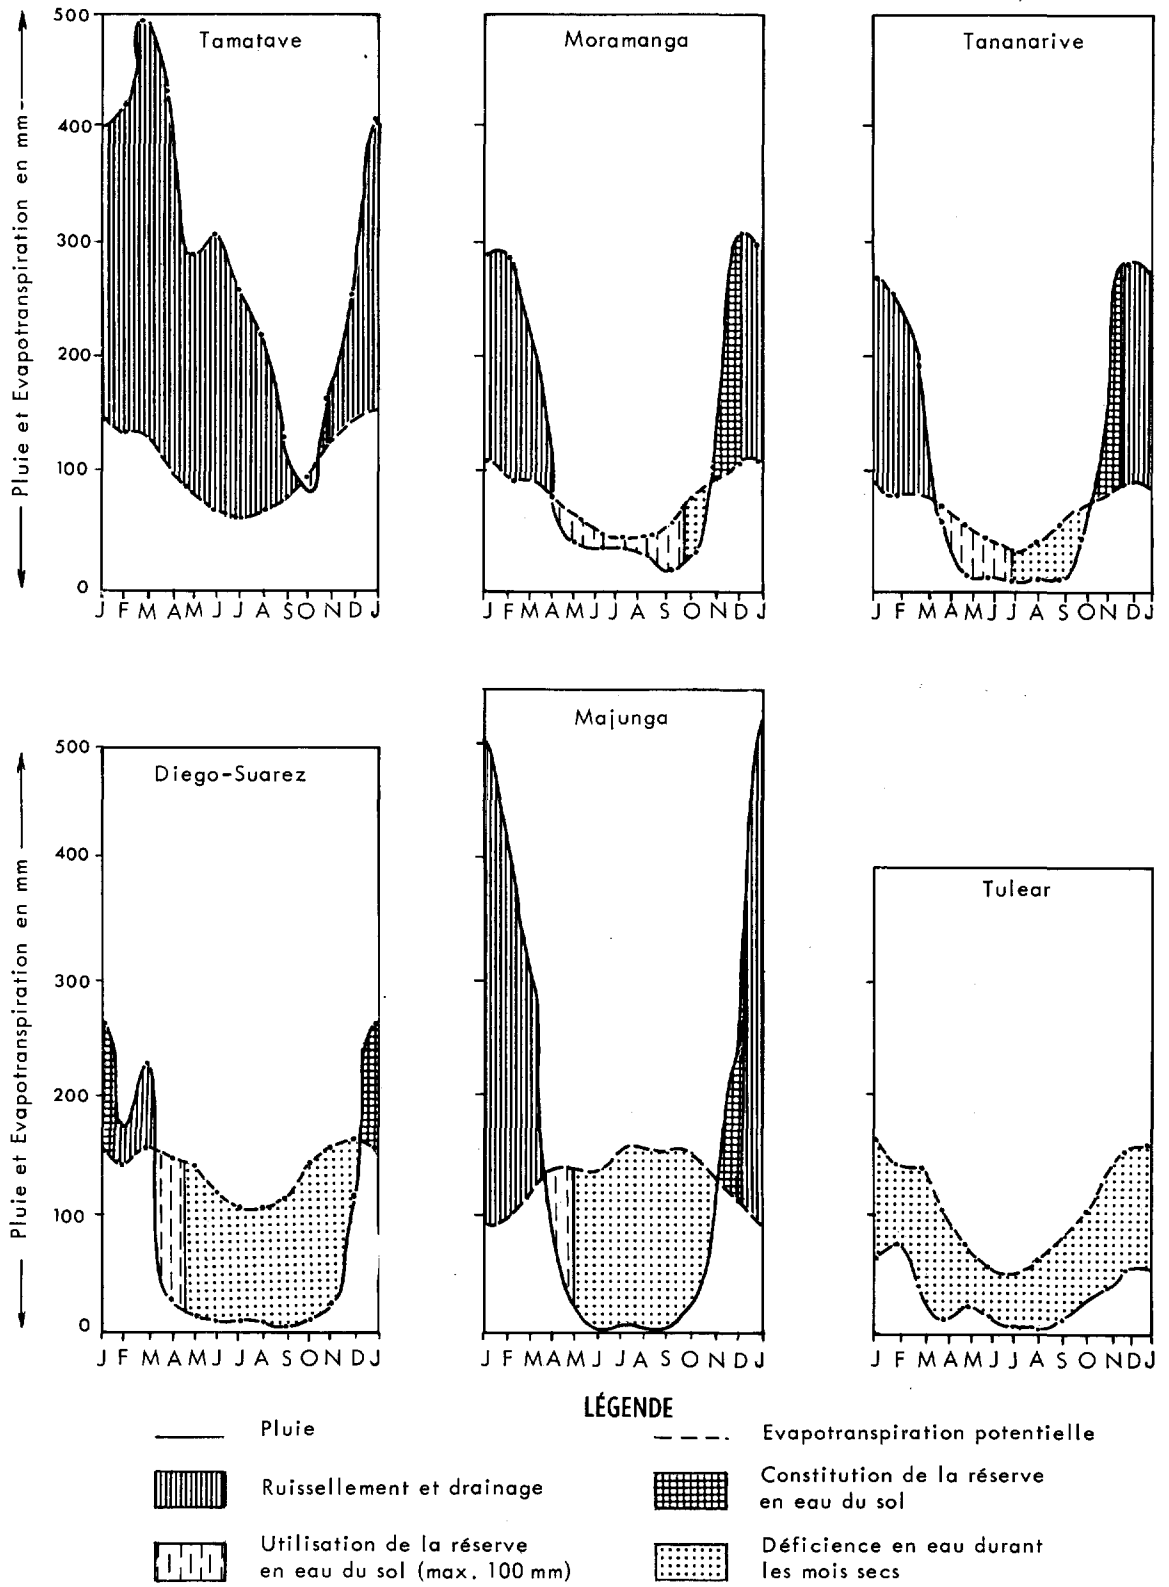 Pluie et Evapotranspiration en mm
500
400
300
200
100
0
Tamatave
J F M A M J J A S O N D J
Moramanga
J F M A M J J A S O N D J
Tananarive
J F M A M J J A S O N D J
Pluie et Evapotranspiration en mm
500
400
300
200
100
0
Diego-Suarez
J F M A M J J A S O N D J
Majunga
J F M A M J J A S O N D J
Tulear
J F M A M J J A S O N D J
LÉGENDE
Pluie
Evapotranspiration potentielle
Ruissellement et drainage
Constitution de la réserve
en eau du sol
Utilisation de la réserve
en eau du sol (max. 100 mm)
Déficience en eau durant
les mois secs